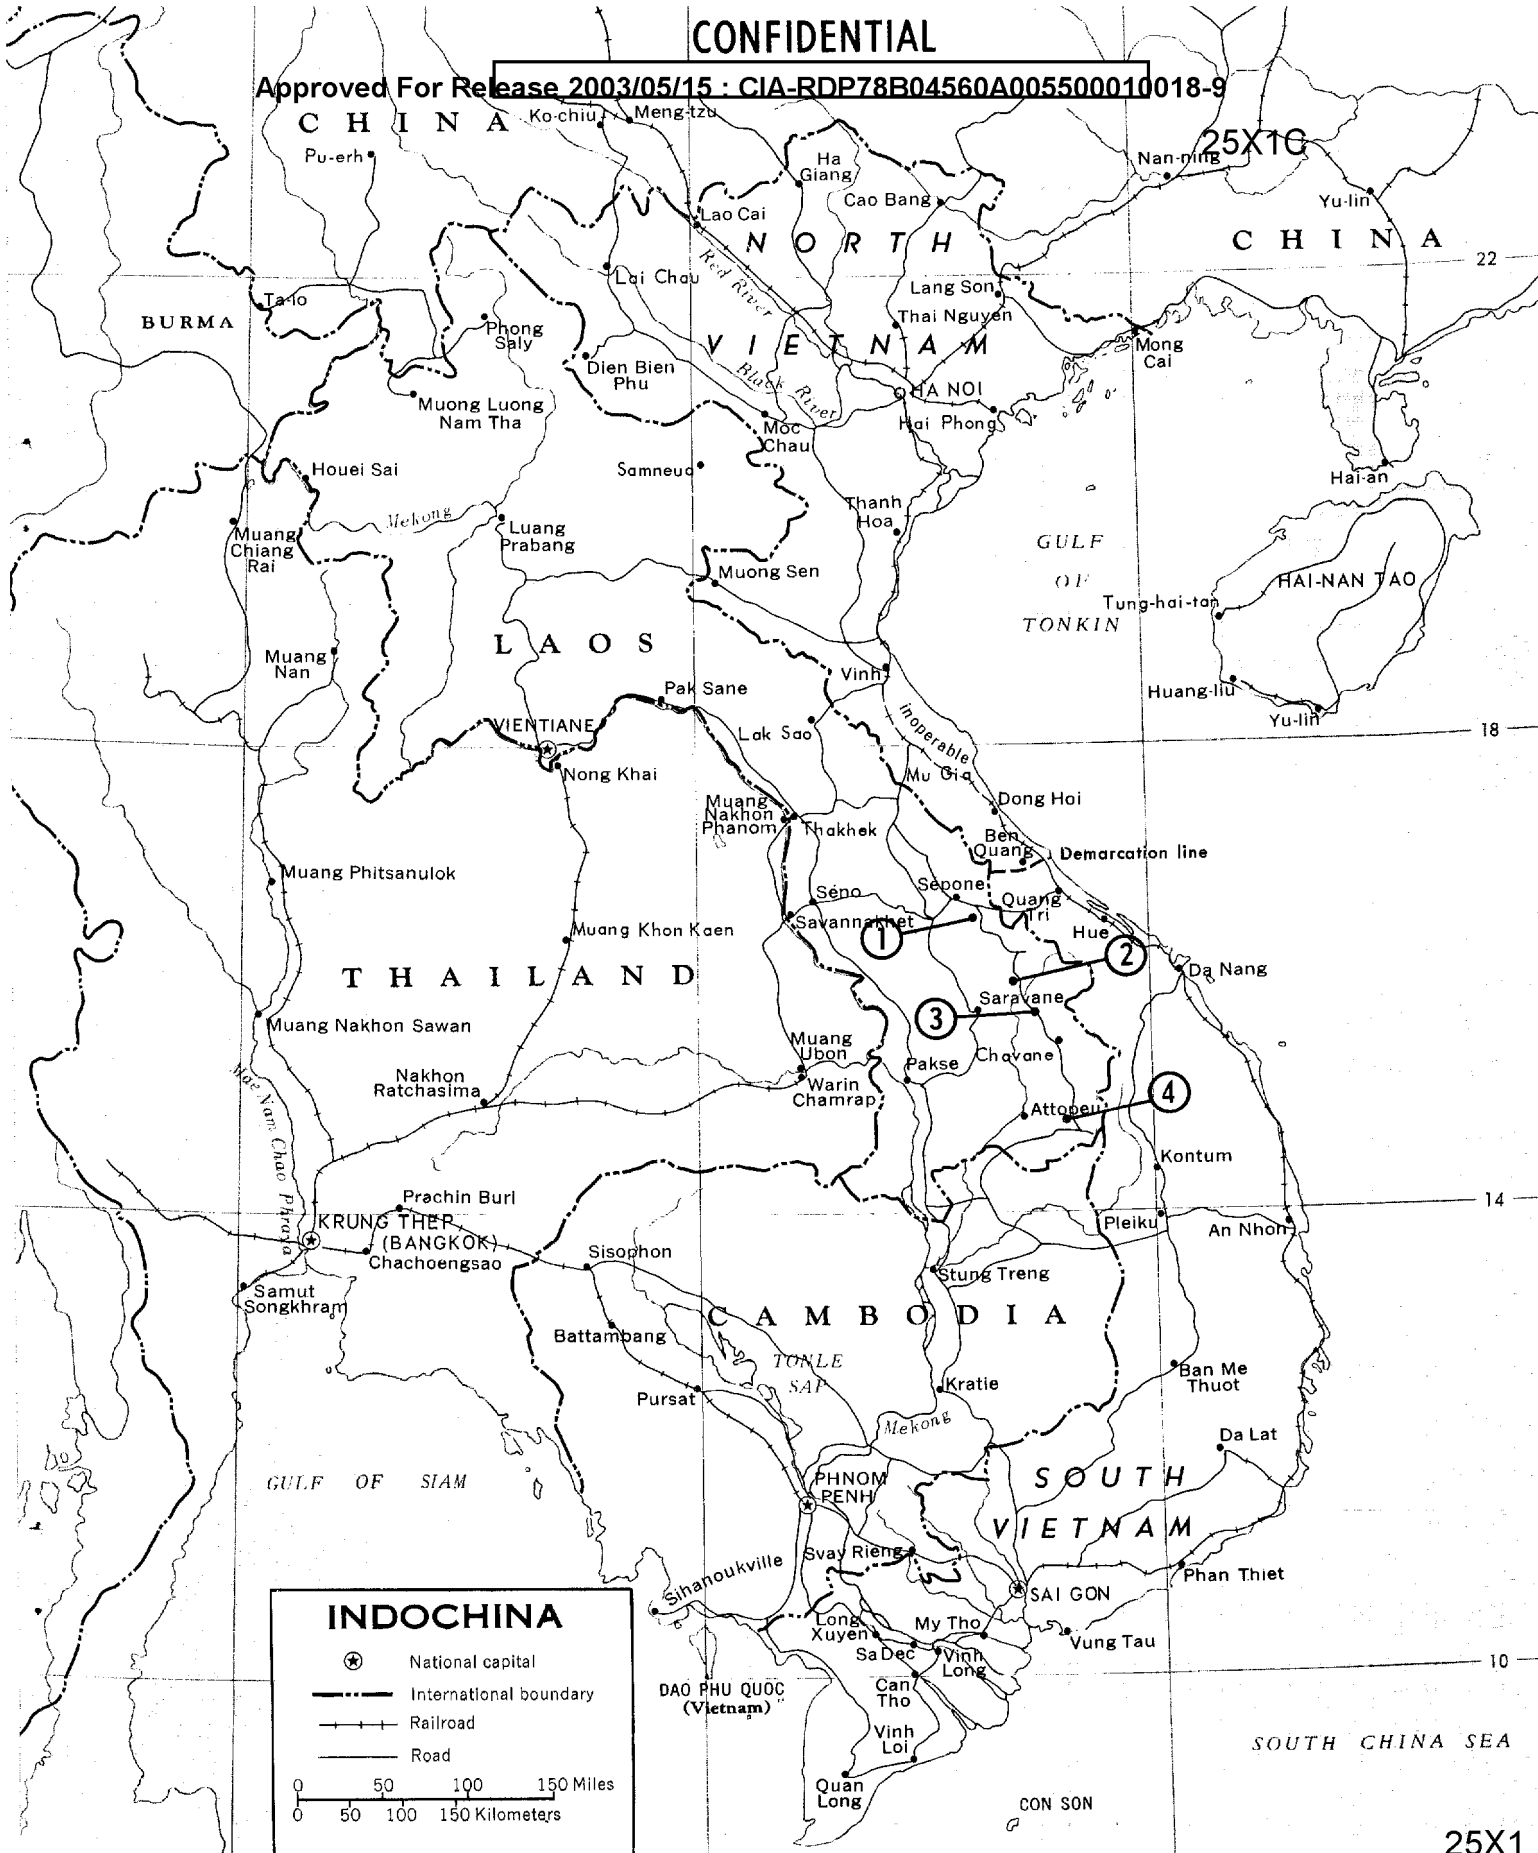 CONFIDENTIAL
Approved For Release 2003/05/15 : CIA-RDP78B04560A005500010018-9
25X1C
CHINA
Ko-chiu
Meng-tzu
Pu-erh
Ha
Giang
Cao Bang
Nan-ning
Yu-lin
Lao Cai
NORTH
CHINA
22
Red River
Lai Chau
Lang Son
Ta-lo
BURMA
Phong
Saly
Thai Nguyen
VIETNAM
Mong
Cai
Dien Bien
Phu
Black River
HA NOI
Muong Luong
Nam Tha
Hai Phong
Moc
Chau
Houei Sai
Samneua
Hai-an
Mekong
Luang
Prabang
Thanh
Hoa
Muang
Chiang
Rai
GULF
OF
TONKIN
Muong Sen
HAI-NAN TAO
Tung-hai-tan
LAOS
Muang
Nan
Vinh
Pak Sane
Huang-liu
Yu-lin
VIENTIANE
Lak Sao
inoperable
18
Nong Khai
Mu Gia
Muang
Nakhon
Phanom
Thakhek
Dong Hoi
Ben
Quang
Demarcation line
Muang Phitsanulok
Séno
Sépone
Quang
Tri
Savannakhet
Muang Khon Kaen
1
Hue
2
THAILAND
Da Nang
Saravane
3
Muang Nakhon Sawan
Muang
Ubon
Chavane
Pakse
Nakhon
Ratchasima
Warin
Chamrap
4
Attopeu
Mae Nam Chao Phraya
Kontum
Prachin Buri
14
KRUNG THEP
(BANGKOK)
Pleiku
An Nhon
Chachoengsao
Sisophon
Stung Treng
Samut
Songkhram
CAMBODIA
Battambang
TONLE
SAP
Ban Me
Thuot
Pursat
Kratie
Mekong
Da Lat
GULF OF SIAM
PHNOM
PENH
SOUTH
VIETNAM
Svay Rieng
Sihanoukville
Phan Thiet
SAI GON
Long
Xuyen
My Tho
Vung Tau
Sa Dec
Vinh
Long
10
DAO PHU QUOC
(Vietnam)
Can
Tho
Vinh
Loi
SOUTH CHINA SEA
Quan
Long
CON SON
INDOCHINA
National capital
International boundary
Railroad
Road
0 50 100 150 Miles
0 50 100 150 Kilometers
25X1